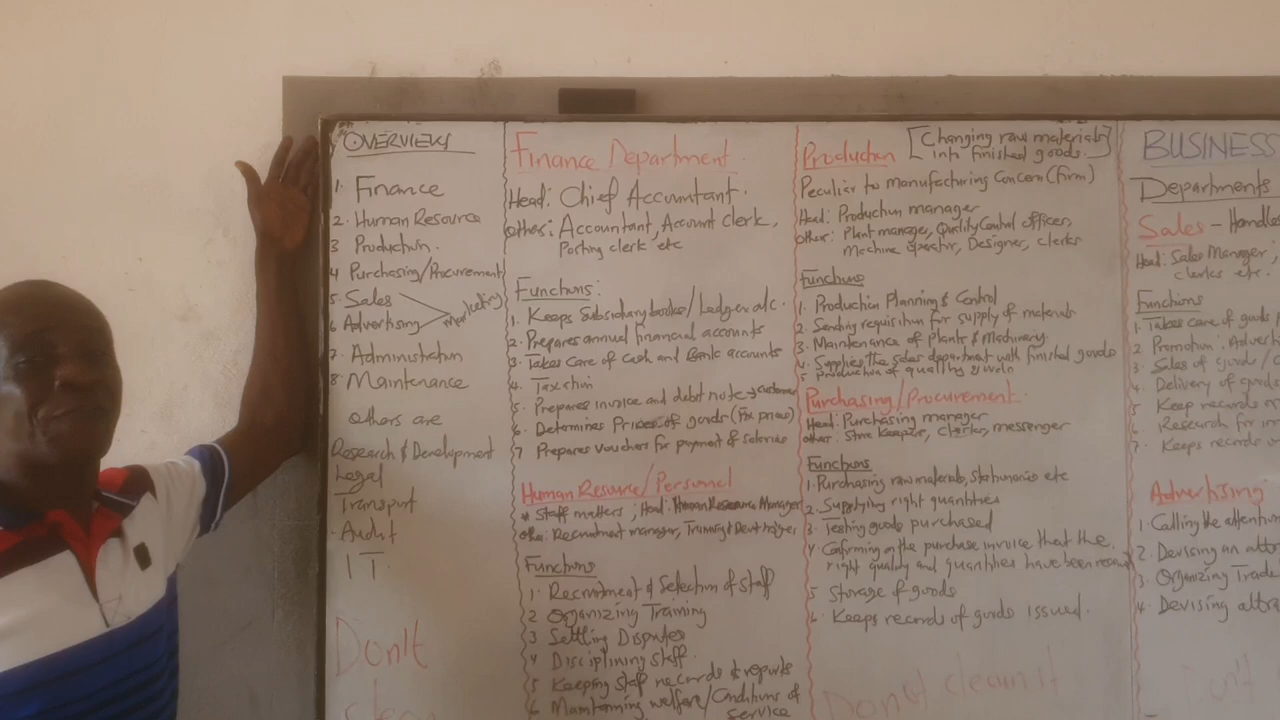 OVERVIEWS
1. Finance
2. Human Resource
3 Production.
4 Purchasing/Procurement
5. Sales
6 Advertising
Marketing
7. Administration
8 Maintenance
others are
Research & Development
Legal
Transport
Audit
IT
Don't
Finance Department.
Head: Chief Accountant.
others: Accountant, Account clerk,
Posting clerk etc
Functions:
1. Keeps Subsidiary books/Ledger a/c.
2. Prepares annual financial accounts
3. Takes Care of Cash and Bank accounts
4. Taxation
5. Prepares invoice and debit note → customer
6. Determines Prices of goods (Fix prices)
7 Prepares Vouchers for payment of Salaries
Human Resource/Personnel
* Staff matters; Head: Human Resource Manager
other: Recruitment manager, Training &
Functions
1. Recruitment & Selection of Staff
2 Organizing Training
3 Settling Disputes
4 Disciplining Staff.
5 Keeping Staff records & reports
6 Maintaining welfare/Conditions of
service
Production [Changing raw materials
into finished goods.]
Peculiar to manufacturing Concern (firm)
Head: Production manager
other: Plant manager, Quality Control officers,
Machine operator, Designer, clerks
Functions
1. Production Planning & Control
2. Sending requisition for supply of materials
3. Maintenance of Plants & Machinery.
4. Supplies the Sales department with finished goods
5 Production of quality goods
Purchasing/Procurement.
Head: Purchasing manager
other: Store Keeper, Clerks, messenger
Functions
1. Purchasing raw materials, stationaries etc
2. Supplying right quantities
3 Testing goods purchased
4 Confirming on the purchase invoice that the
right quality and quantities have been
5 Storage of goods
6. Keeps records of goods issued.
Don't clean it
BUSINESS
Departments
Sales - Handles
Head: Sales Manager;
clerks etc.
Functions
1. Takes care of goods
2 Promotion: Adverti
3 Sales of goods/
4. Delivery of goods
5 Keep records of
6. Research for im
7. Keeps records o
Advertising
1. Calling the attention
2. Devising an attra
3. Organizing Trade
4. Devising attra